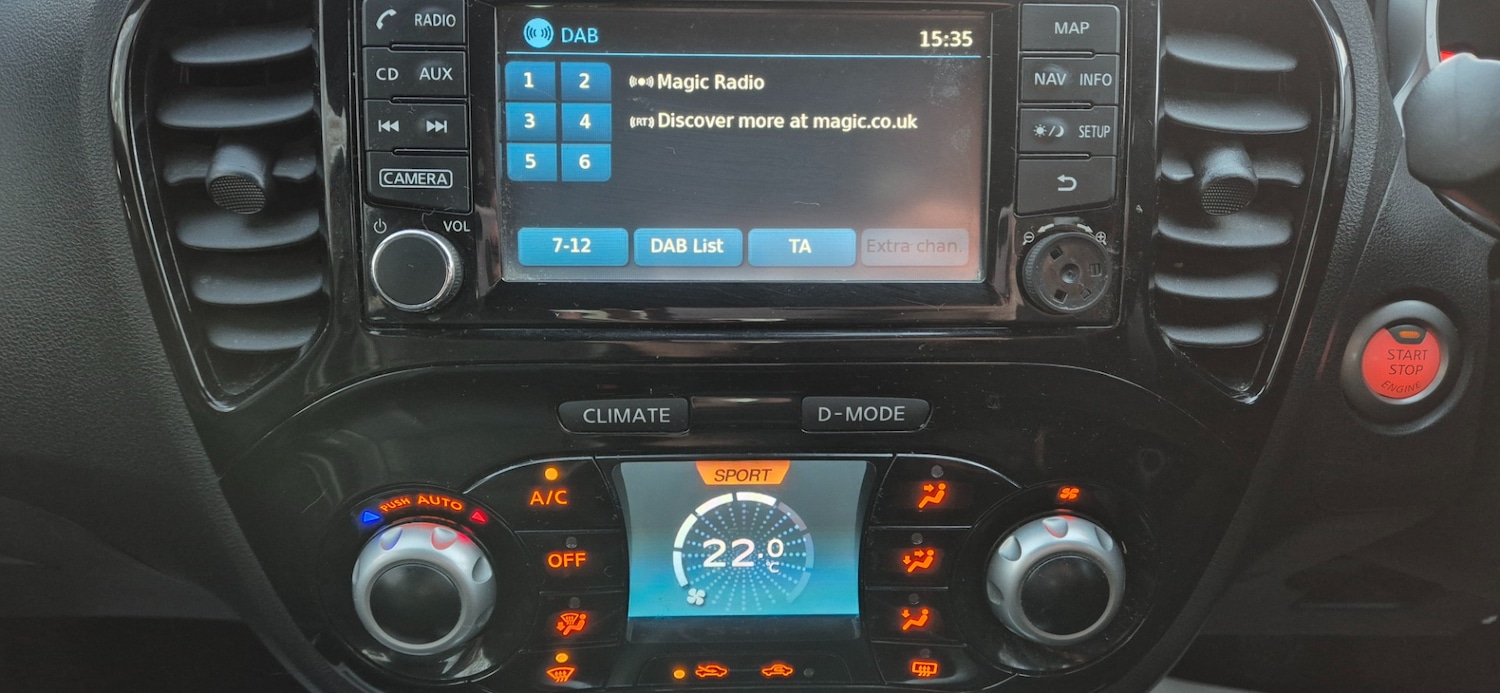 RADIO
CD AUX
CAMERA
VOL
DAB
15:35
1 2
3 4
5 6
Magic Radio
(RT) Discover more at magic.co.uk
7-12 DAB List TA Extra chan.
MAP
NAV INFO
SETUP
START
STOP
ENGINE
CLIMATE D-MODE
PUSH AUTO
A/C
OFF
SPORT
22.0
°C